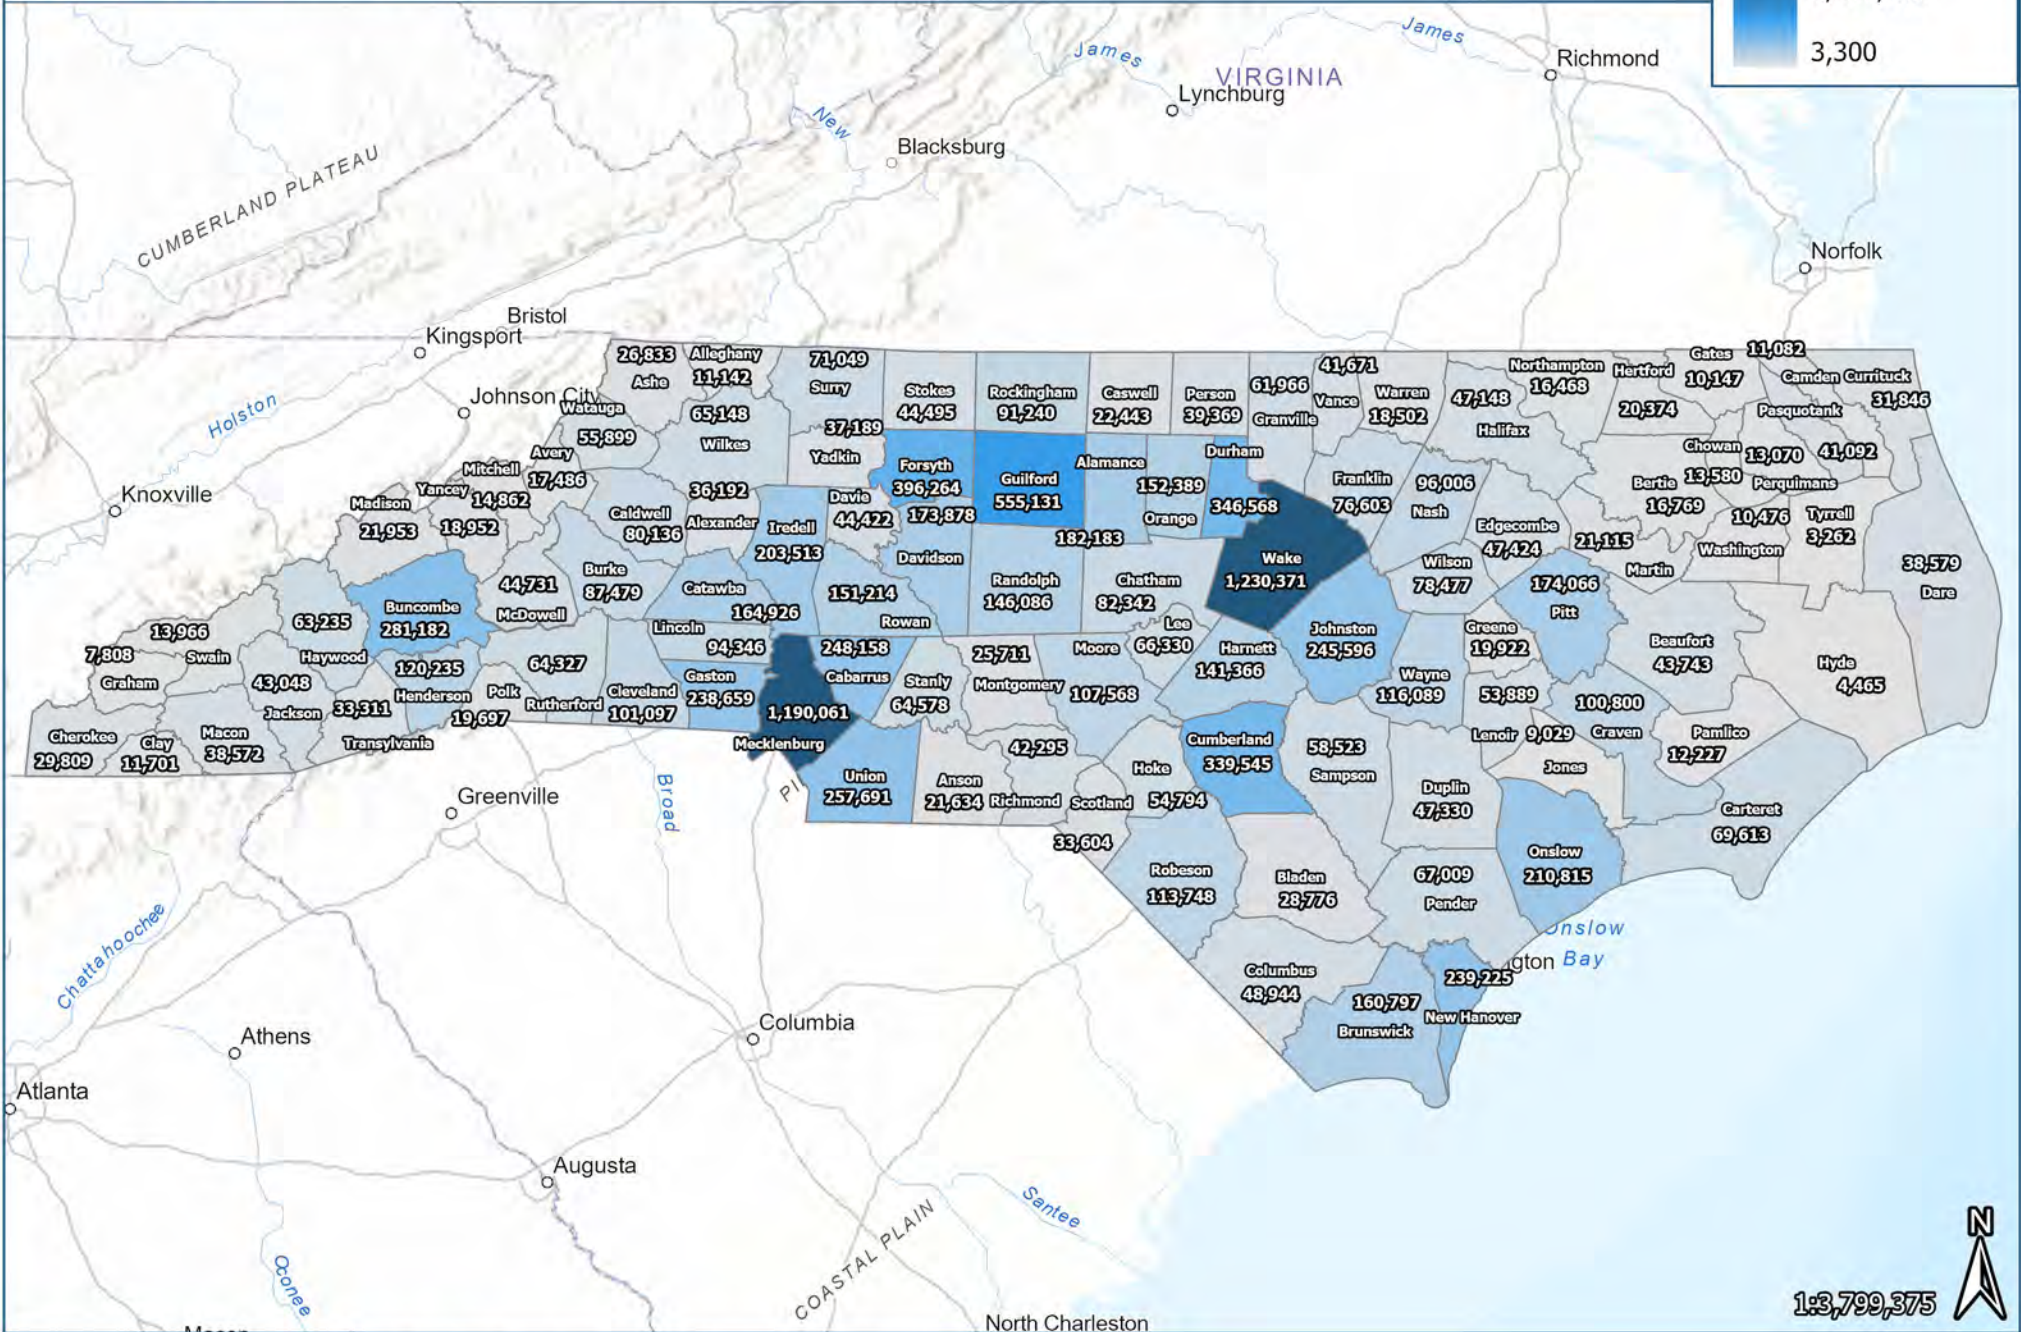 3,300
James
James
Richmond
VIRGINIA
Lynchburg
New
Blacksburg
CUMBERLAND PLATEAU
Norfolk
Bristol
Kingsport
Johnson City
Holston
Knoxville
26,833
Ashe
Alleghany
11,142
71,049
Surry
Stokes
44,495
Rockingham
91,240
Caswell
22,443
Person
39,369
61,966
Granville
41,671
Vance
Warren
18,502
47,148
Halifax
Northampton
16,468
Hertford
20,374
Gates
10,147
11,082
Camden
Currituck
31,846
Pasquotank
41,092
Watauga
55,899
65,148
Wilkes
37,189
Yadkin
Forsyth
396,264
Guilford
555,131
Alamance
182,183
152,389
Orange
Durham
346,568
Franklin
76,603
96,006
Nash
Chowan
13,580
13,070
Perquimans
Bertie
16,769
10,476
Washington
Tyrrell
3,262
38,579
Dare
Avery
17,486
Mitchell
14,862
Yancey
18,952
Madison
21,953
Caldwell
80,136
36,192
Alexander
Iredell
203,513
Davie
44,422
173,878
Davidson
Randolph
146,086
Chatham
82,342
Wake
1,230,371
Edgecombe
47,424
21,115
Martin
Wilson
78,477
174,066
Pitt
Buncombe
281,182
44,731
McDowell
Burke
87,479
Catawba
164,926
151,214
Rowan
Lincoln
94,346
Lee
66,330
Johnston
245,596
Greene
19,922
Beaufort
43,743
Hyde
4,465
13,966
Swain
63,235
Haywood
7,808
Graham
43,048
Jackson
120,235
Henderson
33,311
Transylvania
Polk
19,697
64,327
Rutherford
Cleveland
101,097
Gaston
238,659
1,190,061
Mecklenburg
248,158
Cabarrus
Stanly
64,578
25,711
Montgomery
Moore
107,568
Harnett
141,366
Wayne
116,089
53,889
Lenoir
100,800
Craven
9,029
Jones
Pamlico
12,227
Cherokee
29,809
Clay
11,701
Macon
38,572
Union
257,691
Anson
21,634
42,295
Richmond
Scotland
33,604
Hoke
54,794
Cumberland
339,545
58,523
Sampson
Duplin
47,330
Onslow
210,815
Carteret
69,613
Robeson
113,748
Bladen
28,776
67,009
Pender
Columbus
48,944
160,797
Brunswick
239,225
New Hanover
gton
Onslow
Bay
PI
Greenville
Broad
Chattahoochee
Athens
Columbia
Atlanta
Augusta
Oconee
Santee
COASTAL PLAIN
North Charleston
N
1:3,799,375